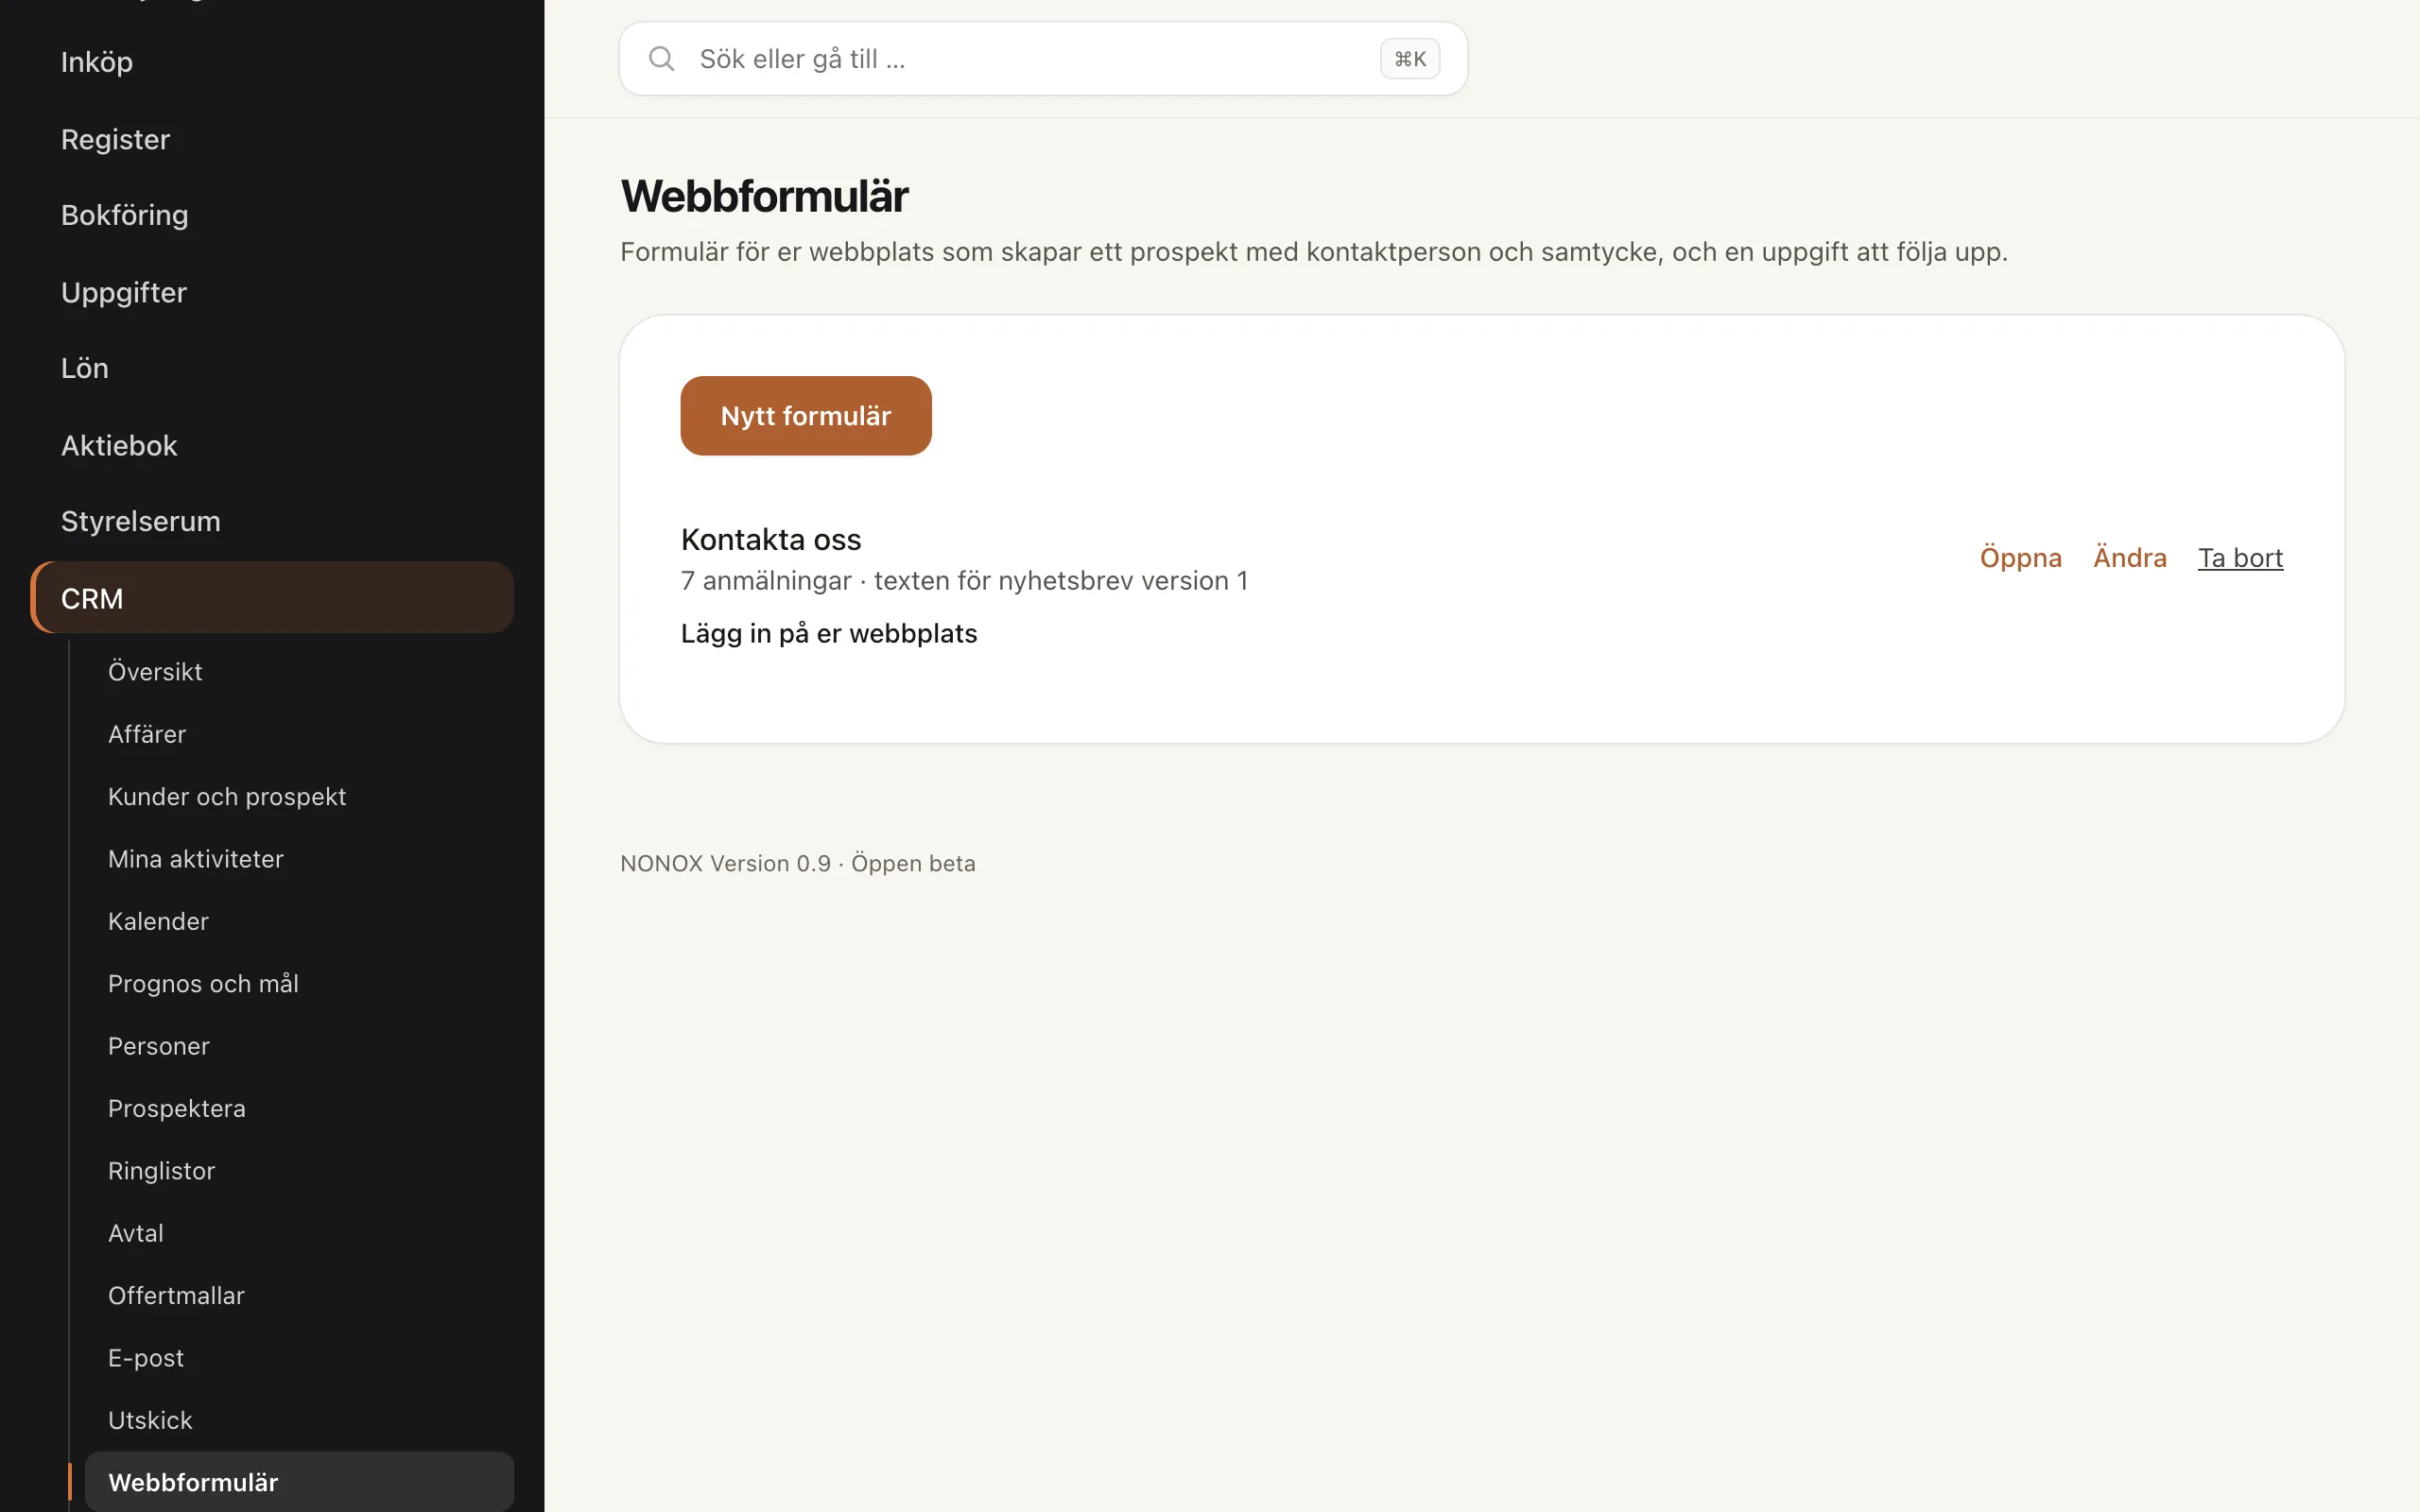 Inköp
Register
Bokföring
Uppgifter
Lön
Aktiebok
Styrelserum
CRM
Översikt
Affärer
Kunder och prospekt
Mina aktiviteter
Kalender
Prognos och mål
Personer
Prospektera
Ringlistor
Avtal
Offertmallar
E-post
Utskick
Webbformulär
Sök eller gå till ...
⌘K
Webbformulär
Formulär för er webbplats som skapar ett prospekt med kontaktperson och samtycke, och en uppgift att följa upp.
Nytt formulär
Kontakta oss
7 anmälningar · texten för nyhetsbrev version 1
Lägg in på er webbplats
Öppna Ändra Ta bort
NONOX Version 0.9 · Öppen beta